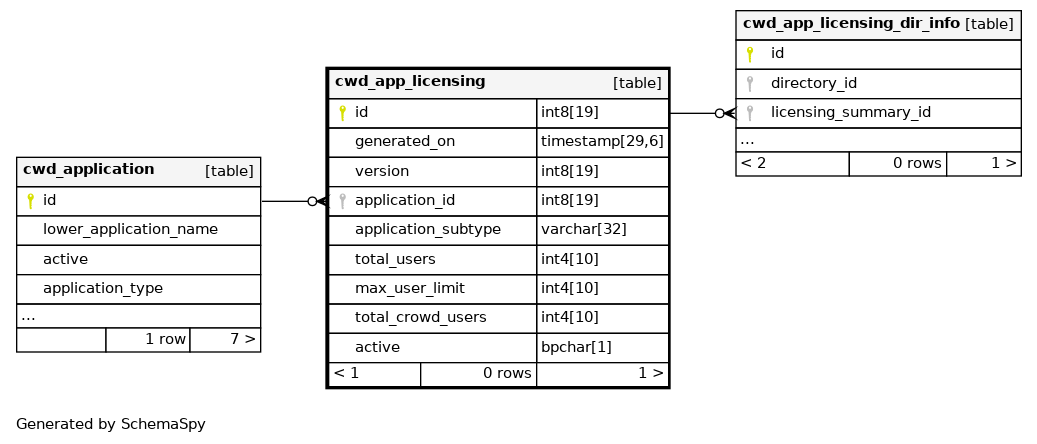 cwd_app_licensing_dir_info [table]
id
directory_id
licensing_summary_id
...
< 2 0 rows 1 >
cwd_app_licensing [table]
id int8[19]
generated_on timestamp[29,6]
version int8[19]
application_id int8[19]
application_subtype varchar[32]
total_users int4[10]
max_user_limit int4[10]
total_crowd_users int4[10]
active bpchar[1]
< 1 0 rows 1 >
cwd_application [table]
id
lower_application_name
active
application_type
...
1 row 7 >
Generated by SchemaSpy